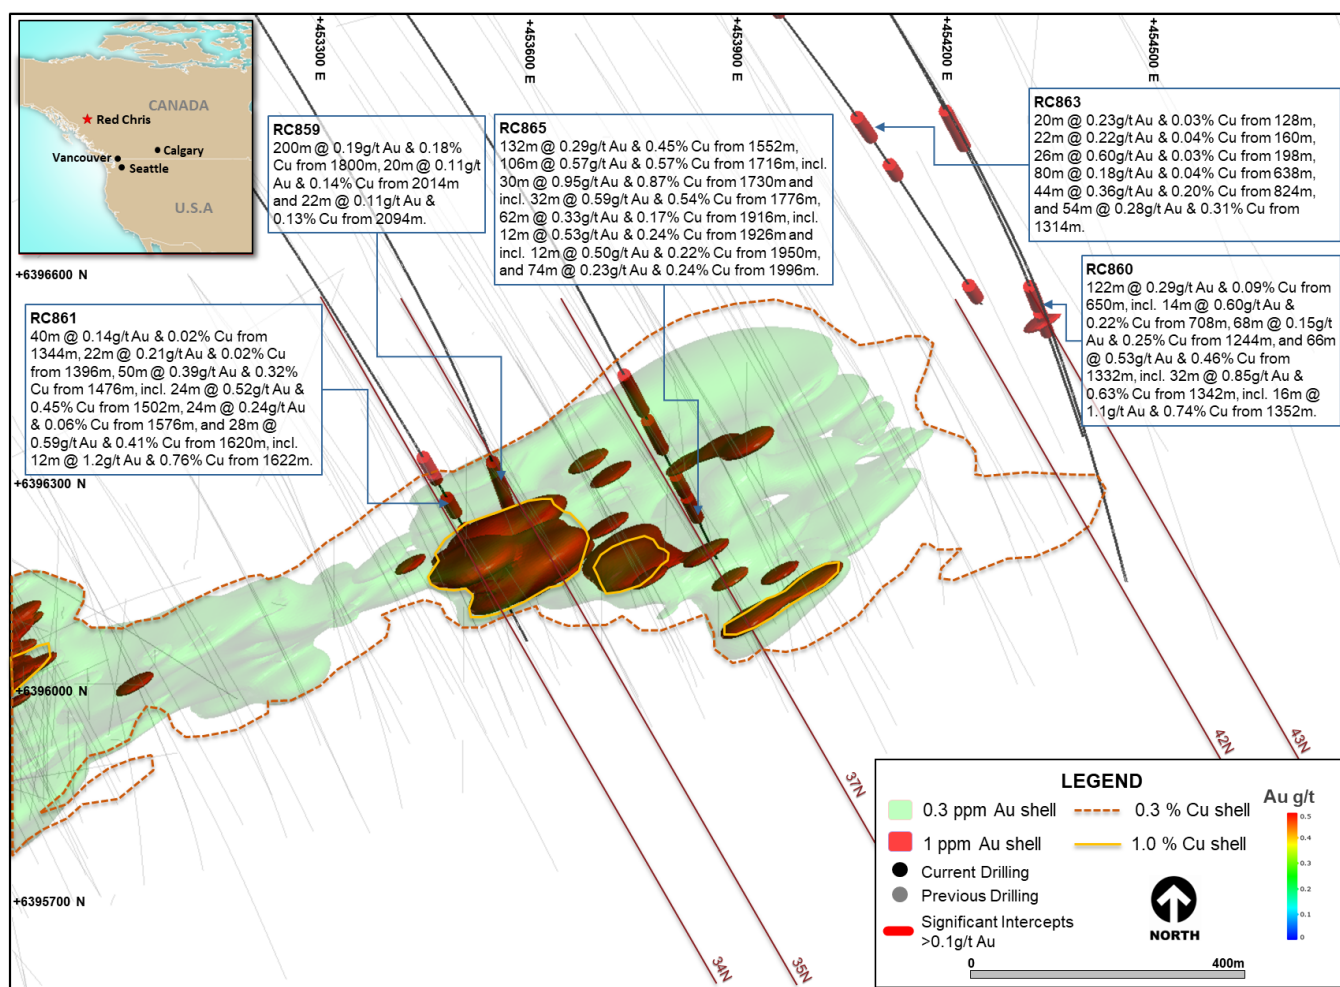 +453300 E
+453600 E
+453900 E
+454200 E
+454500 E
CANADA
Red Chris
Calgary
Vancouver
Seattle
U.S.A
RC859
200m @ 0.19g/t Au & 0.18%
Cu from 1800m, 20m @ 0.11g/t
Au & 0.14% Cu from 2014m
and 22m @ 0.11g/t Au &
0.13% Cu from 2094m.
RC865
132m @ 0.29g/t Au & 0.45% Cu from 1552m,
106m @ 0.57g/t Au & 0.57% Cu from 1716m, incl.
30m @ 0.95g/t Au & 0.87% Cu from 1730m and
incl. 32m @ 0.59g/t Au & 0.54% Cu from 1776m,
62m @ 0.33g/t Au & 0.17% Cu from 1916m, incl.
12m @ 0.53g/t Au & 0.24% Cu from 1926m and
incl. 12m @ 0.50g/t Au & 0.22% Cu from 1950m,
and 74m @ 0.23g/t Au & 0.24% Cu from 1996m.
RC863
20m @ 0.23g/t Au & 0.03% Cu from 128m,
22m @ 0.22g/t Au & 0.04% Cu from 160m,
26m @ 0.60g/t Au & 0.03% Cu from 198m,
80m @ 0.18g/t Au & 0.04% Cu from 638m,
44m @ 0.36g/t Au & 0.20% Cu from 824m,
and 54m @ 0.28g/t Au & 0.31% Cu from
1314m.
RC860
122m @ 0.29g/t Au & 0.09% Cu from
650m, incl. 14m @ 0.60g/t Au &
0.22% Cu from 708m, 68m @ 0.15g/t
Au & 0.25% Cu from 1244m, and 66m
@ 0.53g/t Au & 0.46% Cu from
1332m, incl. 32m @ 0.85g/t Au &
0.63% Cu from 1342m, incl. 16m @
1.1g/t Au & 0.74% Cu from 1352m.
+6396600 N
RC861
40m @ 0.14g/t Au & 0.02% Cu from
1344m, 22m @ 0.21g/t Au & 0.02% Cu
from 1396m, 50m @ 0.39g/t Au & 0.32%
Cu from 1476m, incl. 24m @ 0.52g/t Au &
0.45% Cu from 1502m, 24m @ 0.24g/t Au
& 0.06% Cu from 1576m, and 28m @
0.59g/t Au & 0.41% Cu from 1620m, incl.
12m @ 1.2g/t Au & 0.76% Cu from 1622m.
+6396300 N
+6396000 N
+6395700 N
34N
35N
37N
42N
43N
LEGEND
0.3 ppm Au shell
0.3 % Cu shell
1 ppm Au shell
1.0 % Cu shell
Current Drilling
Previous Drilling
Significant Intercepts
>0.1g/t Au
NORTH
0
400m
Au g/t
0.5
0.4
0.3
0.2
0.1
0